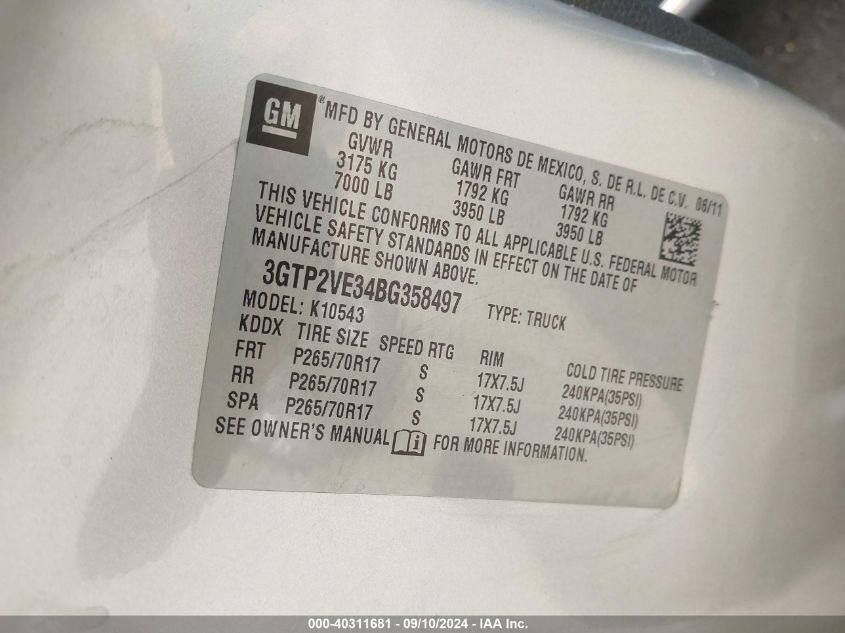 GM
® MFD BY GENERAL MOTORS DE MEXICO, S. DE R.L. DE C.V. 06/11
GVWR GAWR FRT GAWR RR
3175 KG 1792 KG 1792 KG
7000 LB 3950 LB 3950 LB
THIS VEHICLE CONFORMS TO ALL APPLICABLE U.S. FEDERAL MOTOR
VEHICLE SAFETY STANDARDS IN EFFECT ON THE DATE OF
MANUFACTURE SHOWN ABOVE.
3GTP2VE34BG358497 TYPE: TRUCK
MODEL: K10543
KDDX TIRE SIZE SPEED RTG RIM COLD TIRE PRESSURE
FRT P265/70R17 S 17X7.5J 240KPA(35PSI)
RR P265/70R17 S 17X7.5J 240KPA(35PSI)
SPA P265/70R17 S 17X7.5J 240KPA(35PSI)
SEE OWNER'S MANUAL i FOR MORE INFORMATION.
000-40311681 - 09/10/2024 - IAA Inc.